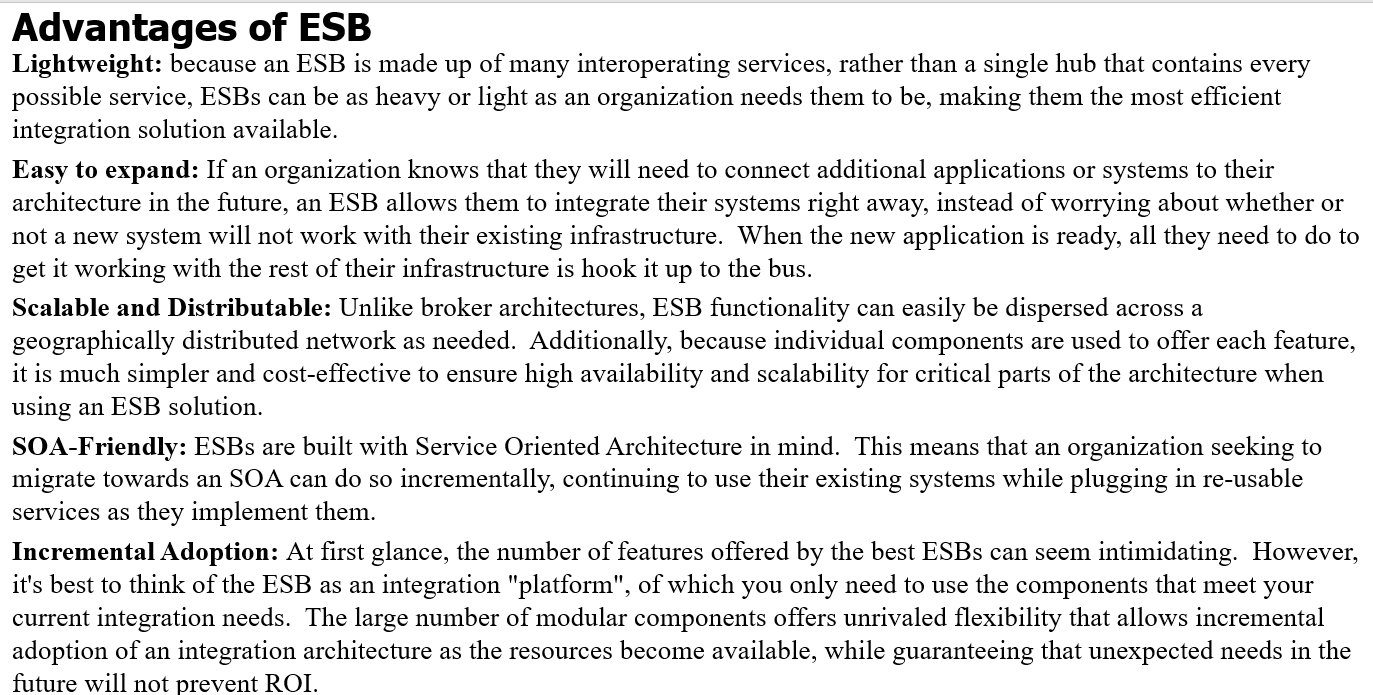 Advantages of ESB
Lightweight: because an ESB is made up of many interoperating services, rather than a single hub that contains every
possible service, ESBs can be as heavy or light as an organization needs them to be, making them the most efficient
integration solution available.
Easy to expand: If an organization knows that they will need to connect additional applications or systems to their
architecture in the future, an ESB allows them to integrate their systems right away, instead of worrying about whether or
not a new system will not work with their existing infrastructure.  When the new application is ready, all they need to do to
get it working with the rest of their infrastructure is hook it up to the bus.
Scalable and Distributable: Unlike broker architectures, ESB functionality can easily be dispersed across a
geographically distributed network as needed.  Additionally, because individual components are used to offer each feature,
it is much simpler and cost-effective to ensure high availability and scalability for critical parts of the architecture when
using an ESB solution.
SOA-Friendly: ESBs are built with Service Oriented Architecture in mind.  This means that an organization seeking to
migrate towards an SOA can do so incrementally, continuing to use their existing systems while plugging in re-usable
services as they implement them.
Incremental Adoption: At first glance, the number of features offered by the best ESBs can seem intimidating.  However,
it's best to think of the ESB as an integration "platform", of which you only need to use the components that meet your
current integration needs.  The large number of modular components offers unrivaled flexibility that allows incremental
adoption of an integration architecture as the resources become available, while guaranteeing that unexpected needs in the
future will not prevent ROI.